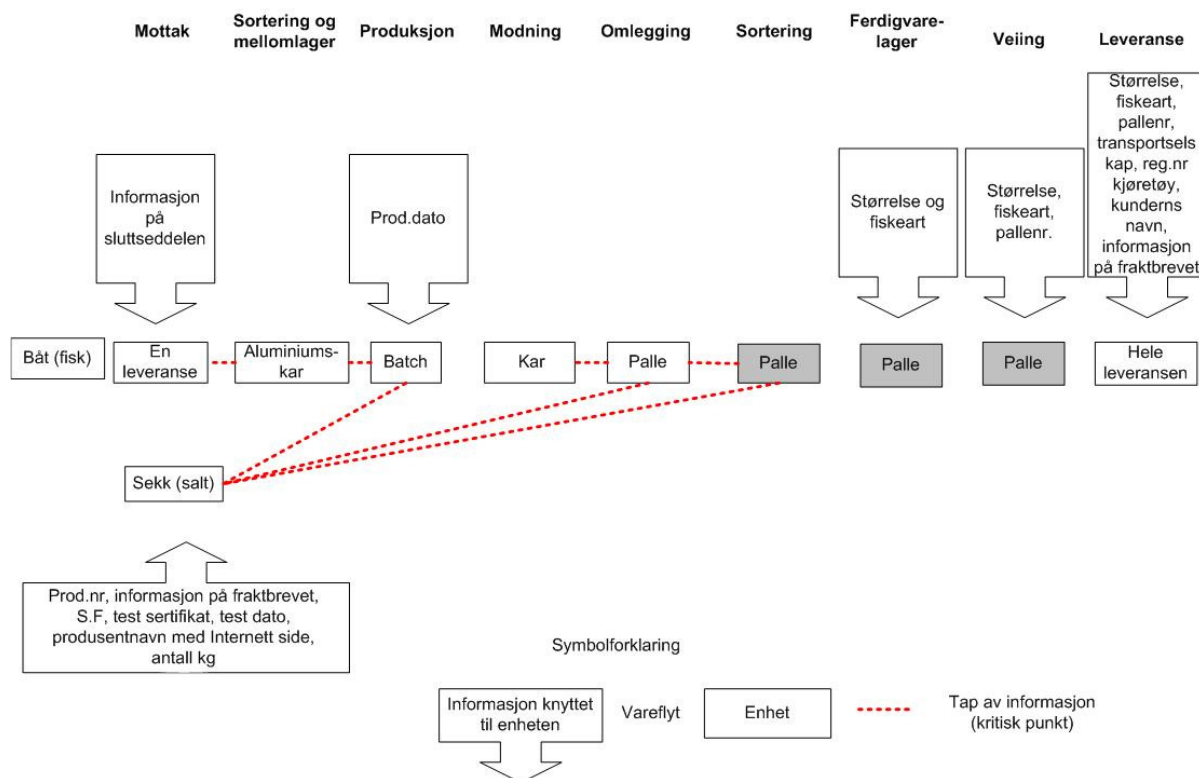 Mottak
Sortering og
mellomlager
Produksjon
Modning
Omlegging
Sortering
Ferdigvare-
lager
Veiing
Leveranse
Informasjon
på
sluttseddelen
Prod.dato
Størrelse og
fiskeart
Størrelse,
fiskeart,
pallenr.
Størrelse,
fiskeart,
pallenr,
transportsels
kap, reg.nr
kjøretøy,
kunderns
navn,
informasjon
på fraktbrevet
Båt (fisk)
En
leveranse
Aluminiums-
kar
Batch
Kar
Palle
Palle
Palle
Palle
Hele
leveransen
Sekk (salt)
Prod.nr, informasjon på fraktbrevet,
S.F, test sertifikat, test dato,
produsentnavn med Internett side,
antall kg
Symbolforklaring
Informasjon knyttet
til enheten
Vareflyt
Enhet
Tap av informasjon
(kritisk punkt)